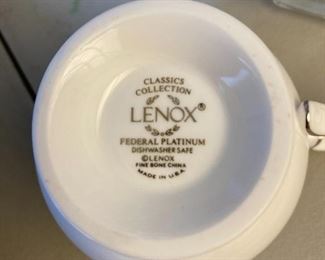 CLASSICS
COLLECTION
LENOX®
FEDERAL PLATINUM
DISHWASHER SAFE
©LENOX
FINE BONE CHINA
MADE IN U.S.A.